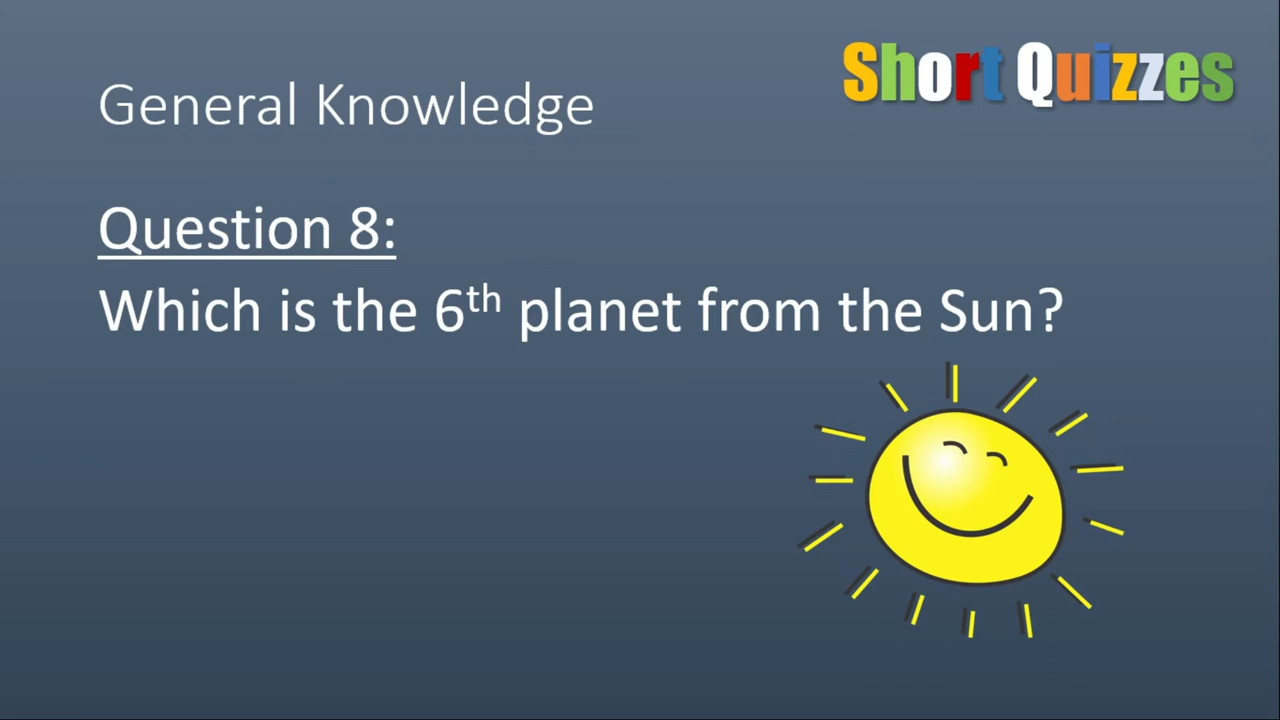 Short Quizzes
General Knowledge
Question 8:
Which is the 6th planet from the Sun?